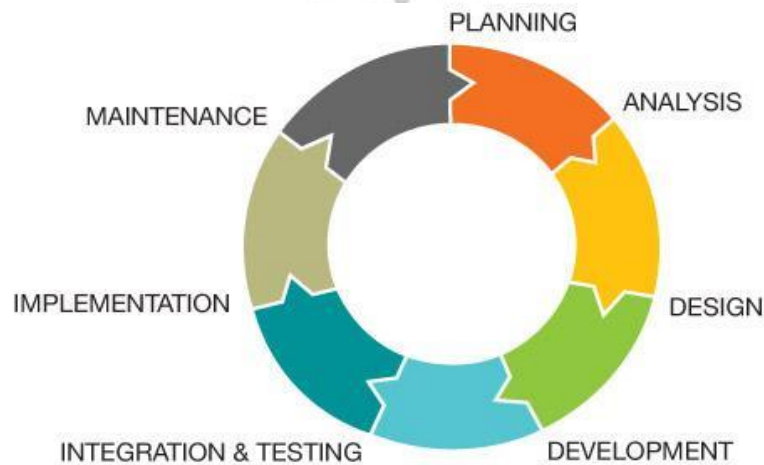 PLANNING
ANALYSIS
MAINTENANCE
IMPLEMENTATION
DESIGN
INTEGRATION & TESTING
DEVELOPMENT